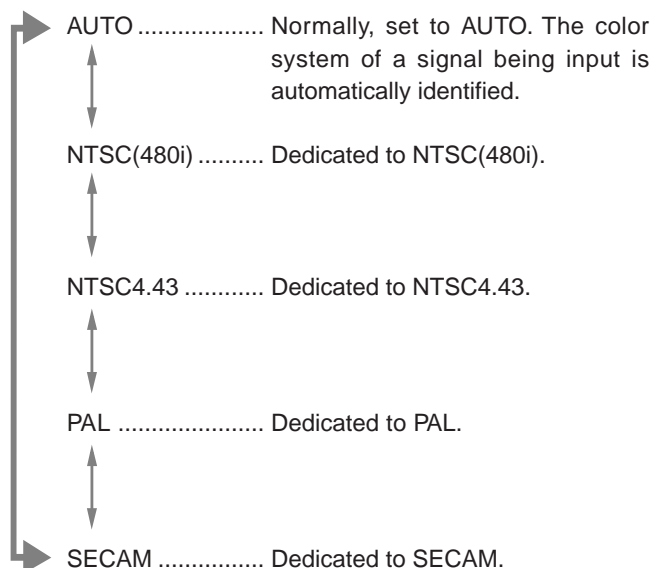 AUTO ................... Normally, set to AUTO. The color
system of a signal being input is
automatically identified.
NTSC(480i) .......... Dedicated to NTSC(480i).
NTSC4.43 ............ Dedicated to NTSC4.43.
PAL ...................... Dedicated to PAL.
SECAM ................ Dedicated to SECAM.